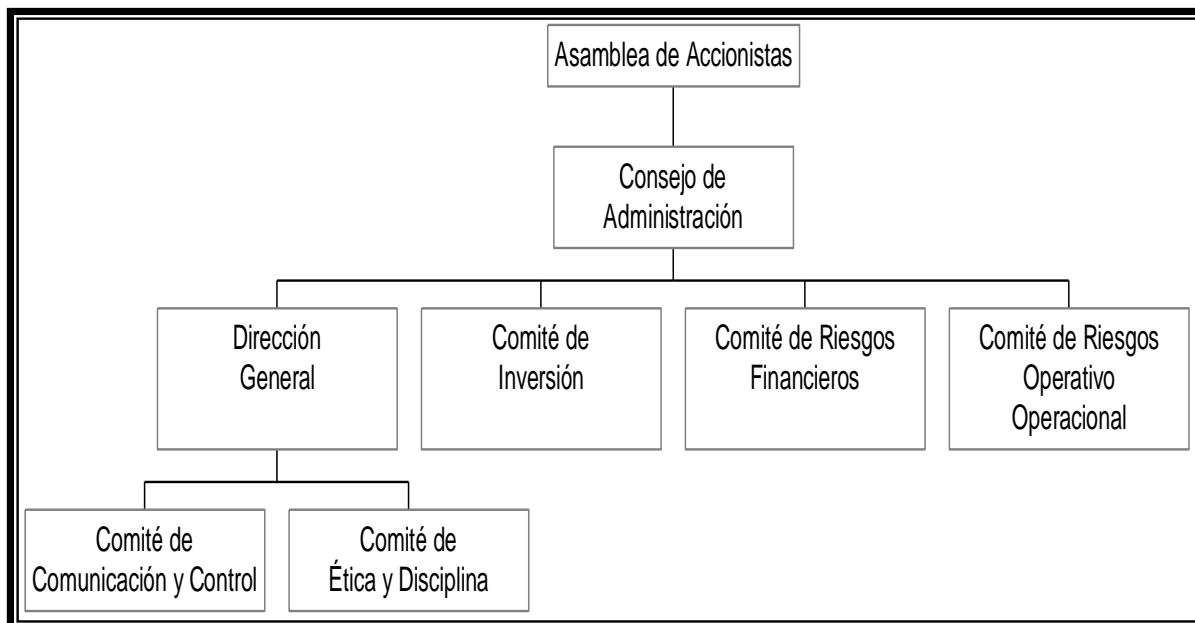 Asamblea de Accionistas
Consejo de
Administración
Dirección
General
Comité de
Inversión
Comité de Riesgos
Financieros
Comité de Riesgos
Operativo
Operacional
Comité de
Comunicación y Control
Comité de
Ética y Disciplina